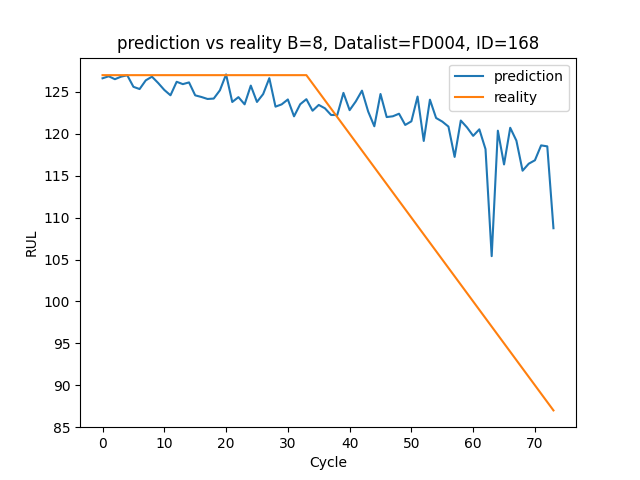 prediction vs reality B=8, Datalist=FD004, ID=168
prediction
reality
125
120
115
110
105
100
95
90
85
RUL
0 10 20 30 40 50 60 70
Cycle